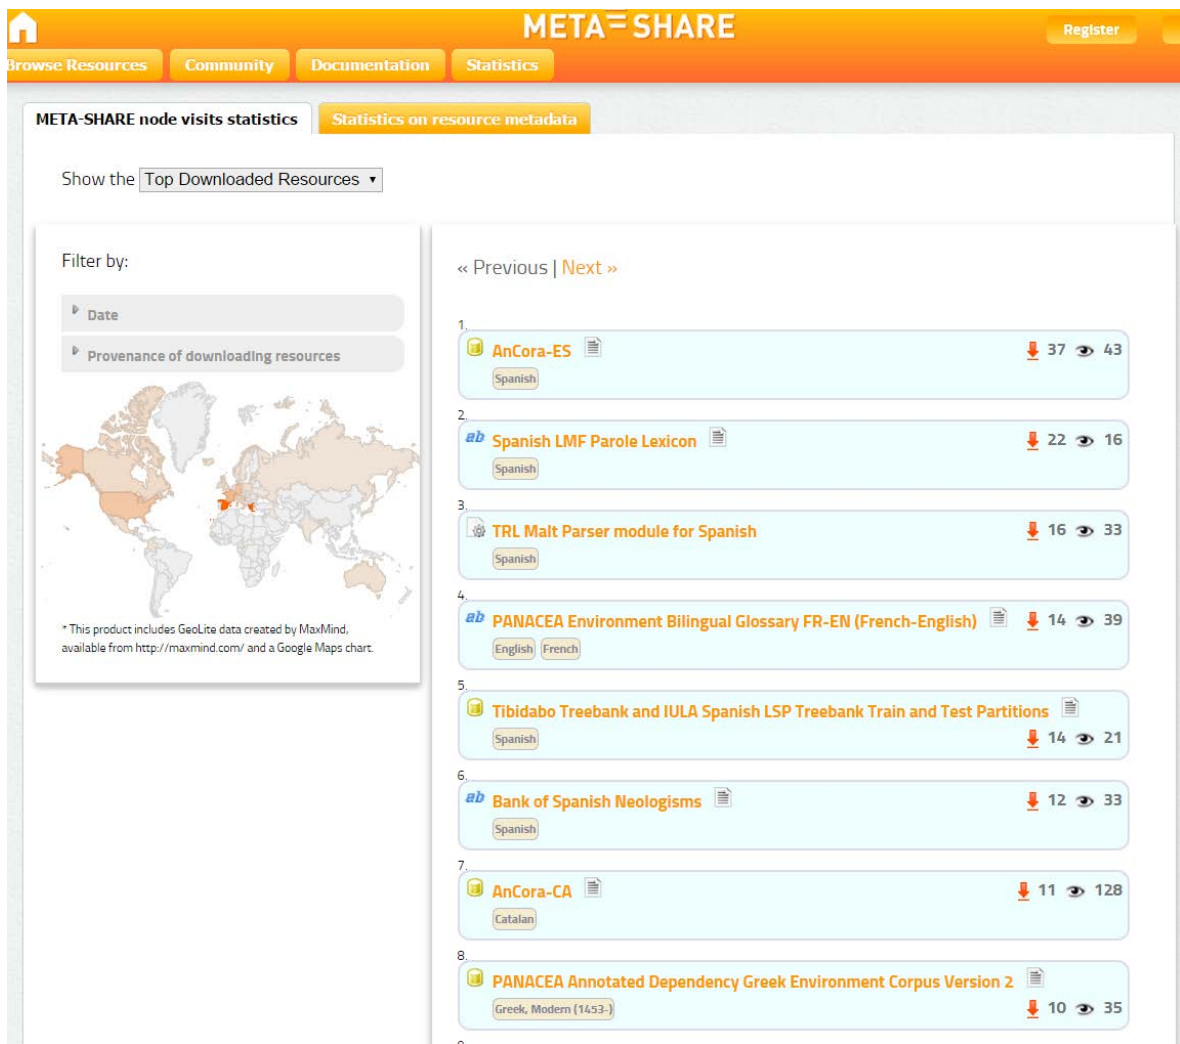 META SHARE
Register
Browse Resources Community Documentation Statistics
META-SHARE node visits statistics Statistics on resource metadata
Show the Top Downloaded Resources
Filter by:
Date
Provenance of downloading resources
* This product includes GeoLite data created by MaxMind,
available from http://maxmind.com/ and a Google Maps chart.
« Previous | Next »
1.
AnCora-ES 37 43
Spanish
2.
ab Spanish LMF Parole Lexicon 22 16
Spanish
3.
TRL Malt Parser module for Spanish 16 33
Spanish
4.
ab PANACEA Environment Bilingual Glossary FR-EN (French-English) 14 39
English French
5.
Tibidabo Treebank and IULA Spanish LSP Treebank Train and Test Partitions
Spanish 14 21
6.
ab Bank of Spanish Neologisms 12 33
Spanish
7.
AnCora-CA 11 128
Catalan
8.
PANACEA Annotated Dependency Greek Environment Corpus Version 2
Greek, Modern (1453-) 10 35